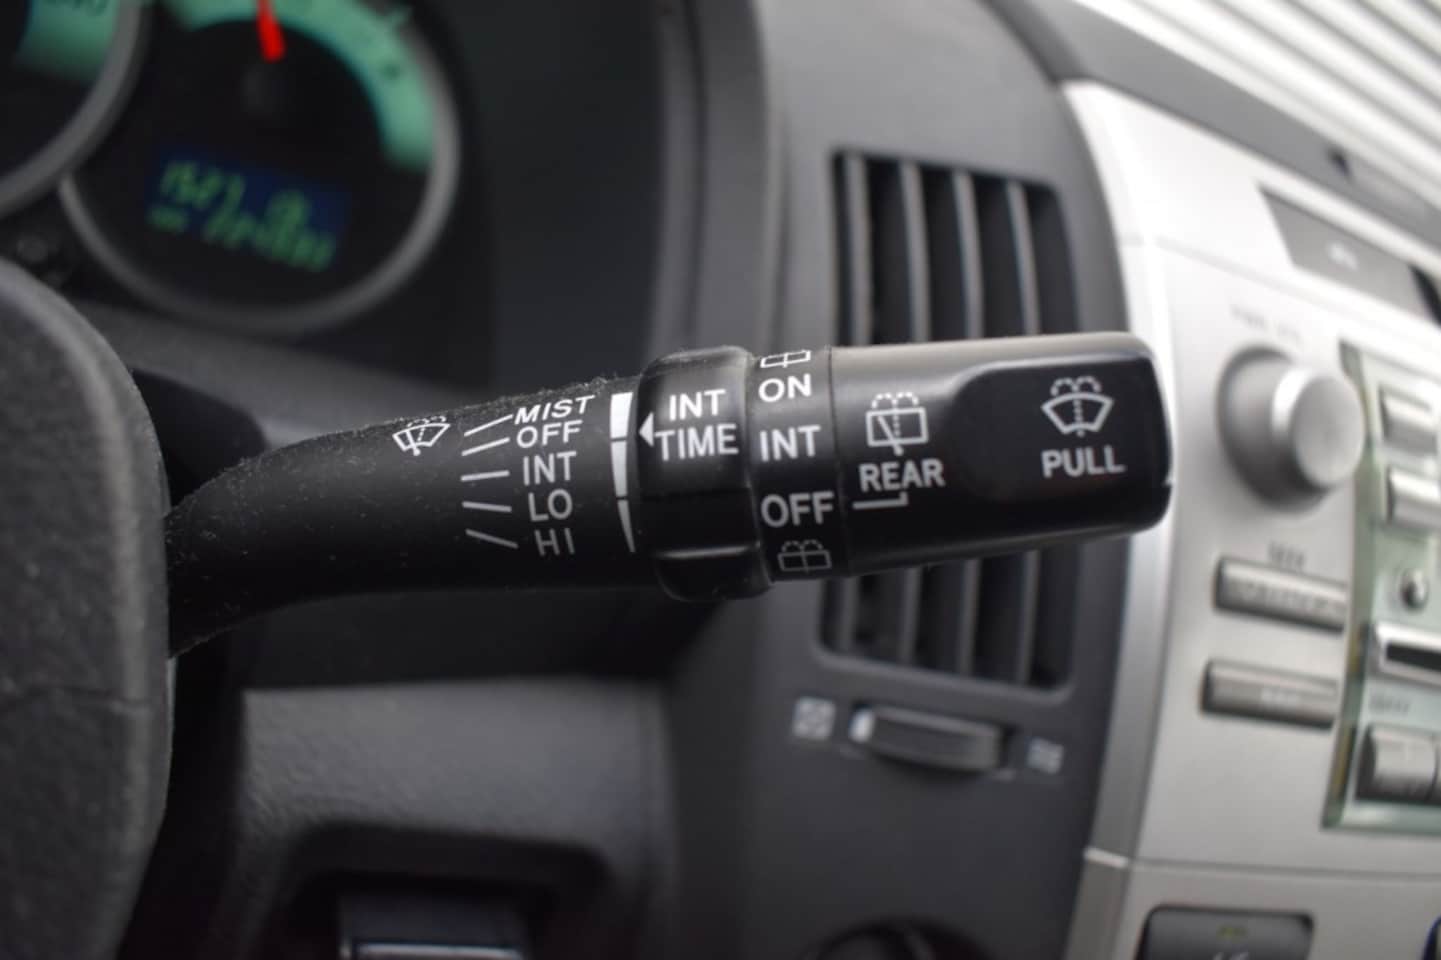 MIST
OFF
INT
LO
HI
INT
TIME
ON
INT
OFF
REAR
PULL